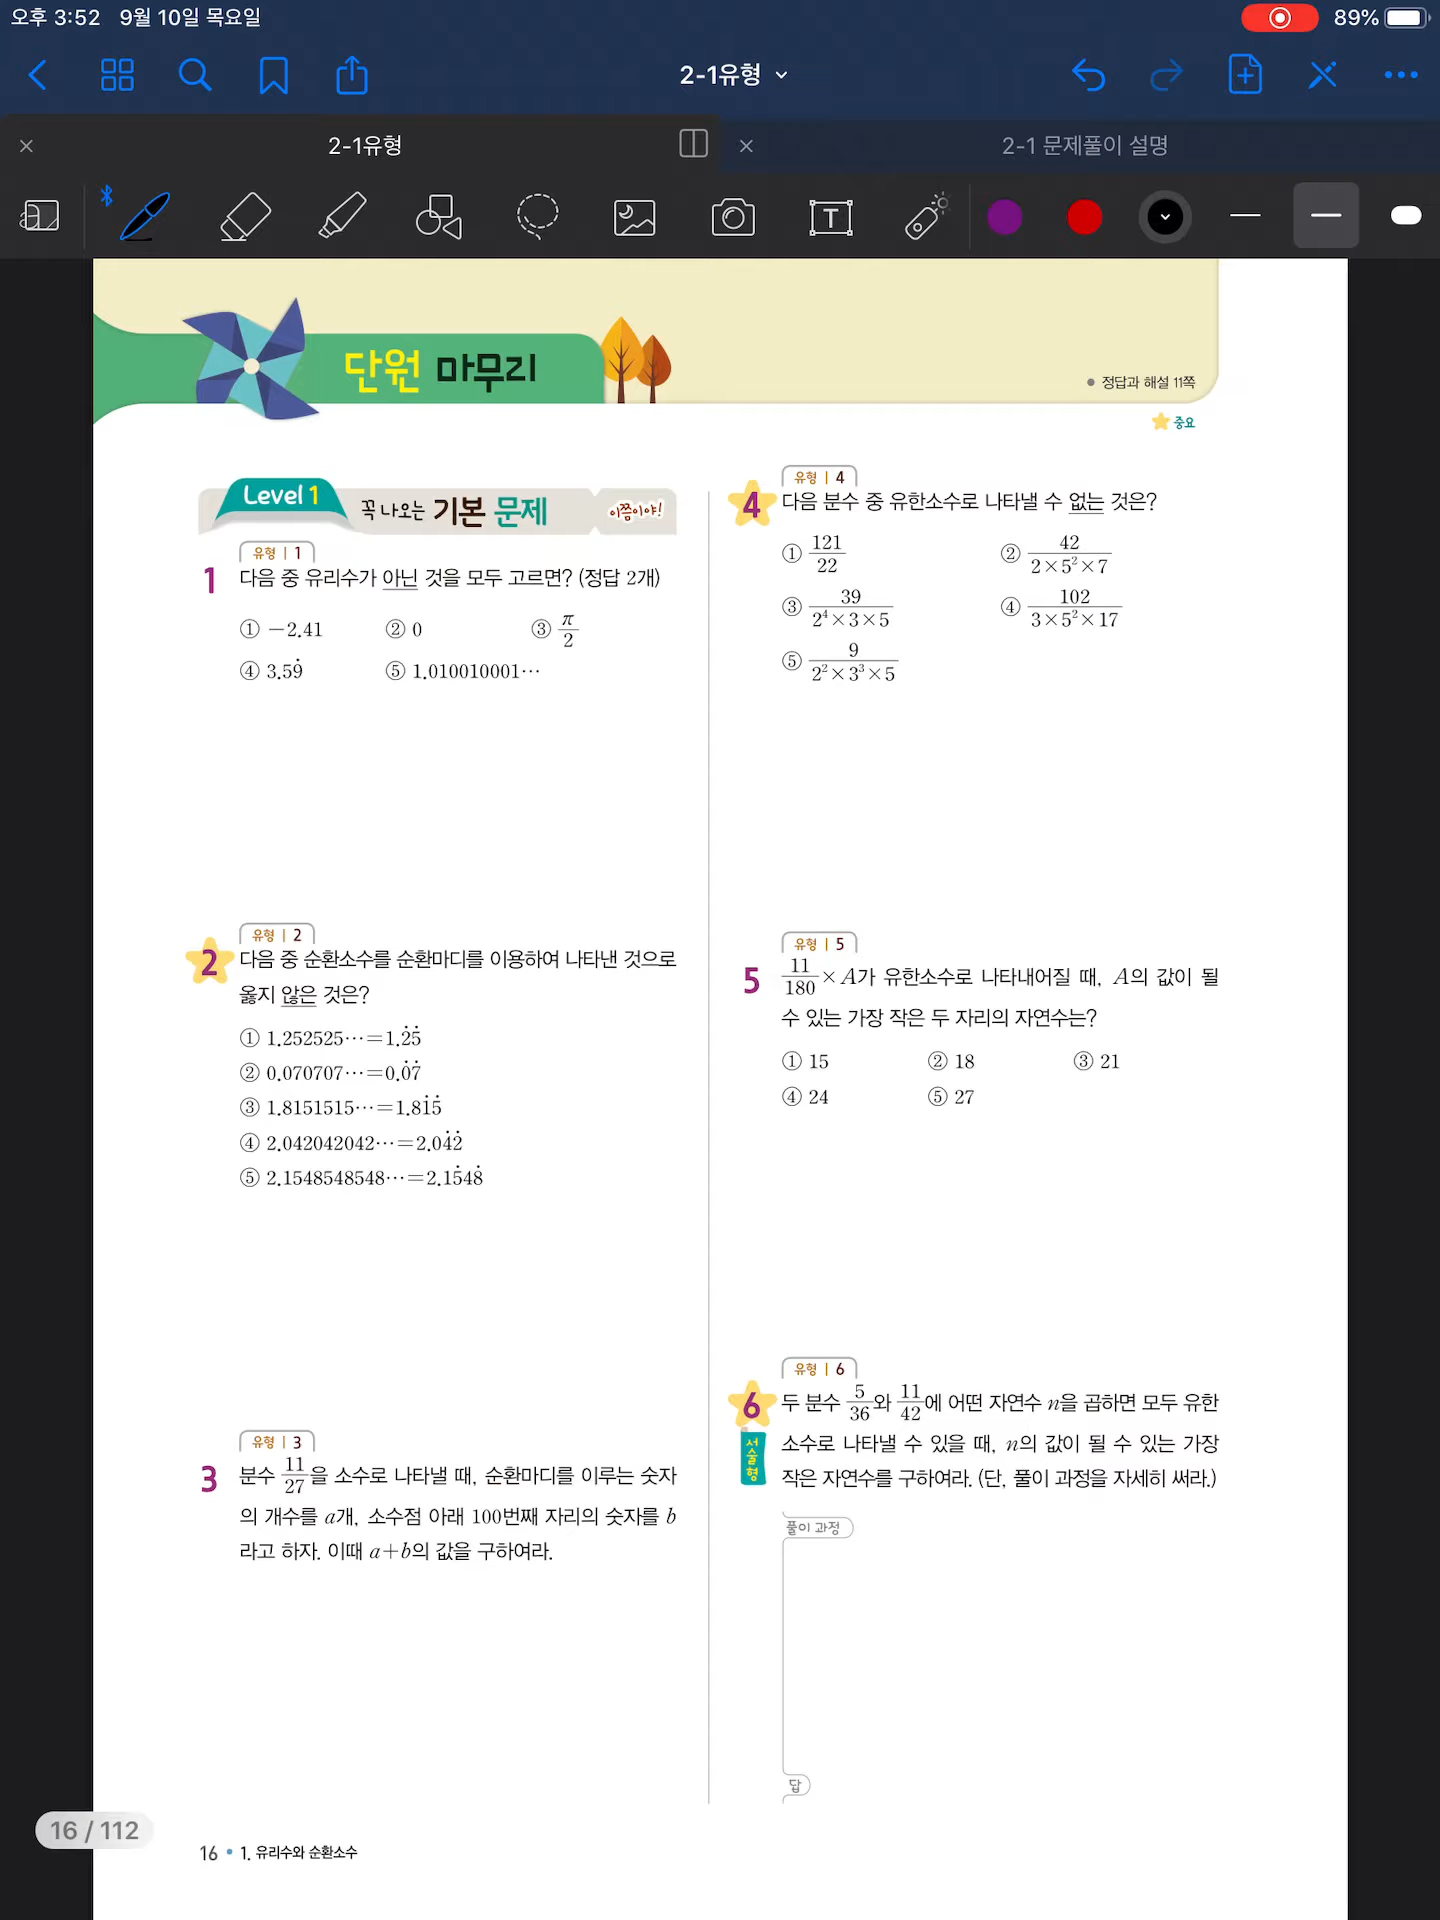 오후 3:52 9월 10일 목요일
89%
2-1유형
2-1유형
2-1 문제풀이 설명
단원 마무리
● 정답과 해설 11쪽
중요
Level 1 꼭 나오는 기본 문제 이쯤이야!
유형 | 1
1 다음 중 유리수가 아닌 것을 모두 고르면? (정답 2개)
① −2.41 ② 0 ③ π/2
④ 3.59̇ ⑤ 1.010010001⋯
유형 | 2
2 다음 중 순환소수를 순환마디를 이용하여 나타낸 것으로
옳지 않은 것은?
① 1.252525⋯=1.2̇5̇
② 0.070707⋯=0.0̇7̇
③ 1.8151515⋯=1.81̇5̇
④ 2.042042042⋯=2.04̇2̇
⑤ 2.1548548548⋯=2.15̇48̇
유형 | 3
3 분수 11/27을 소수로 나타낼 때, 순환마디를 이루는 숫자
의 개수를 a개, 소수점 아래 100번째 자리의 숫자를 b
라고 하자. 이때 a+b의 값을 구하여라.
유형 | 4
4 다음 분수 중 유한소수로 나타낼 수 없는 것은?
① 121/22 ② 42/(2×5²×7)
③ 39/(2⁴×3×5) ④ 102/(3×5²×17)
⑤ 9/(2²×3³×5)
유형 | 5
5 11/180×A가 유한소수로 나타내어질 때, A의 값이 될
수 있는 가장 작은 두 자리의 자연수는?
① 15 ② 18 ③ 21
④ 24 ⑤ 27
유형 | 6
6 두 분수 5/36와 11/42에 어떤 자연수 n을 곱하면 모두 유한
서술형 소수로 나타낼 수 있을 때, n의 값이 될 수 있는 가장
작은 자연수를 구하여라. (단, 풀이 과정을 자세히 써라.)
풀이 과정
답
16 / 112
16 • 1. 유리수와 순환소수